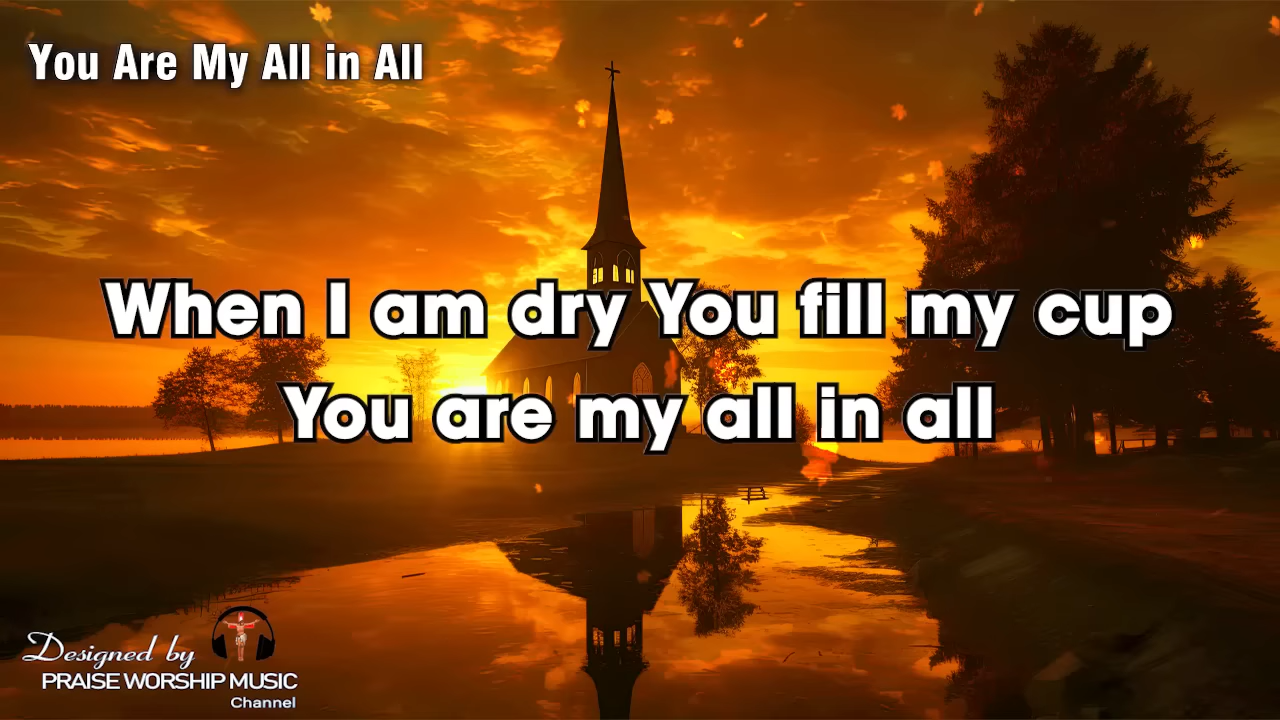 You Are My All in All
When I am dry You fill my cup
You are my all in all
Designed by
PRAISE WORSHIP MUSIC
Channel